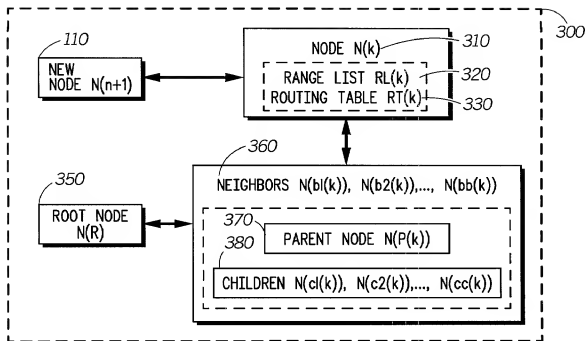 300
110
NEW
NODE N(n+1)
NODE N(k) 310
RANGE LIST RL(k) 320
ROUTING TABLE RT(k) 330
360
NEIGHBORS N(bl(k)), N(b2(k)),..., N(bb(k))
350
ROOT NODE
N(R)
370
PARENT NODE N(P(k))
380
CHILDREN N(cl(k)), N(c2(k)),..., N(cc(k))